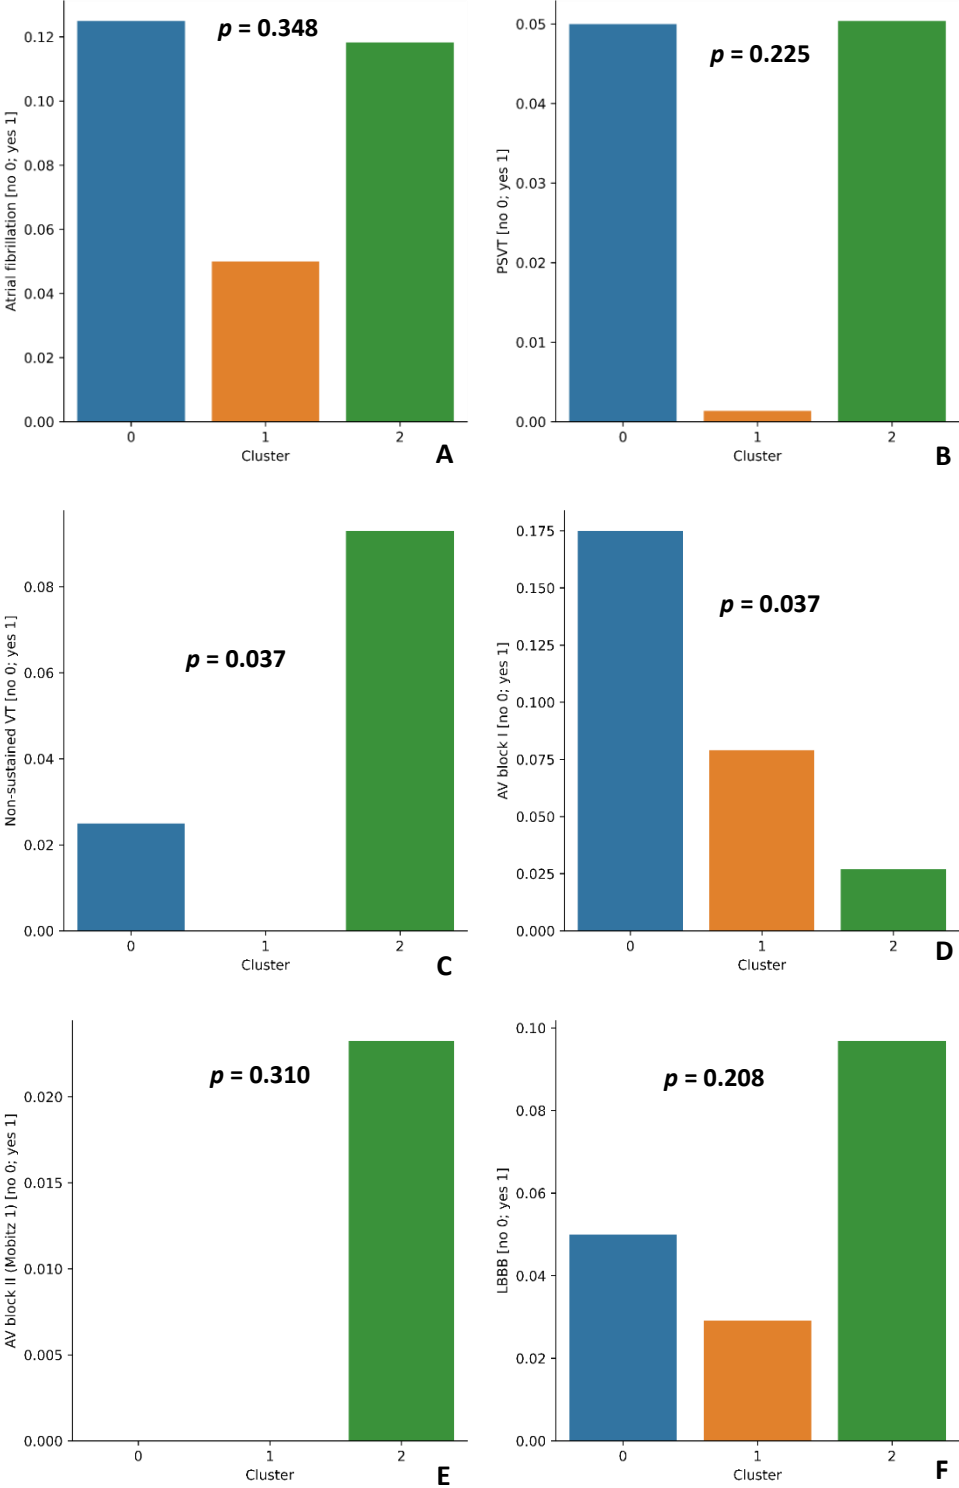 Atrial fibrillation [no 0; yes 1]
0.12
0.10
0.08
0.06
0.04
0.02
0.00
p = 0.348
0
1
2
Cluster
A
PSVT [no 0; yes 1]
0.05
0.04
0.03
0.02
0.01
0.00
p = 0.225
0
1
2
Cluster
B
Non-sustained VT [no 0; yes 1]
0.08
0.06
0.04
0.02
0.00
p = 0.037
0
1
2
Cluster
C
AV block I [no 0; yes 1]
0.175
0.150
0.125
0.100
0.075
0.050
0.025
0.000
p = 0.037
0
1
2
Cluster
D
AV block II (Mobitz 1) [no 0; yes 1]
0.020
0.015
0.010
0.005
0.000
p = 0.310
0
1
2
Cluster
E
LBBB [no 0; yes 1]
0.10
0.08
0.06
0.04
0.02
0.00
p = 0.208
0
1
2
Cluster
F